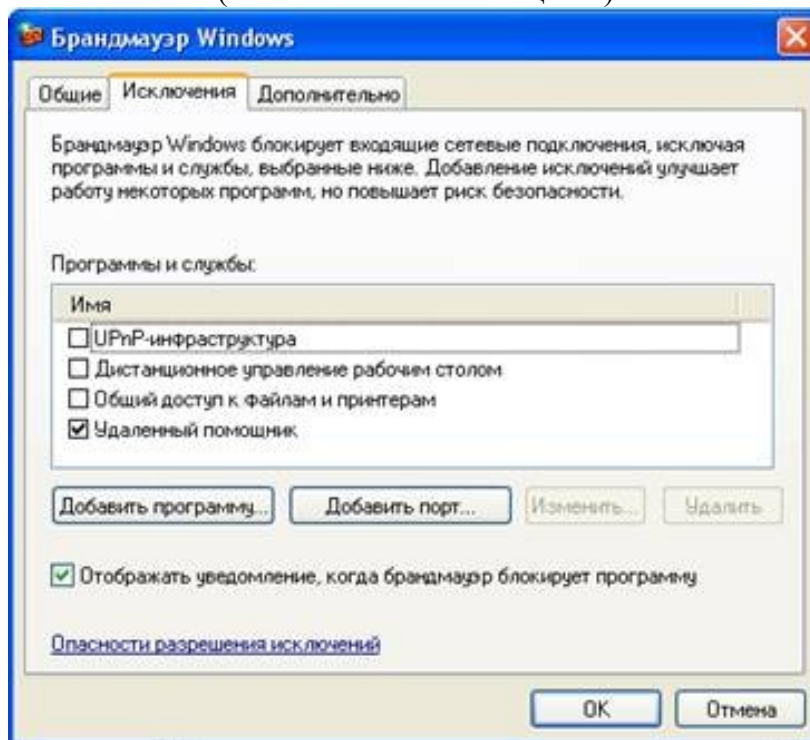 Брандмауэр Windows
Общие Исключения Дополнительно
Брандмауэр Windows блокирует входящие сетевые подключения, исключая
программы и службы, выбранные ниже. Добавление исключений улучшает
работу некоторых программ, но повышает риск безопасности.
Программы и службы:
Имя
UPnP-инфраструктура
Дистанционное управление рабочим столом
Общий доступ к файлам и принтерам
Удаленный помощник
Добавить программу... Добавить порт... Изменить... Удалить
Отображать уведомление, когда брандмауэр блокирует программу
Опасности разрешения исключений
ОК Отмена